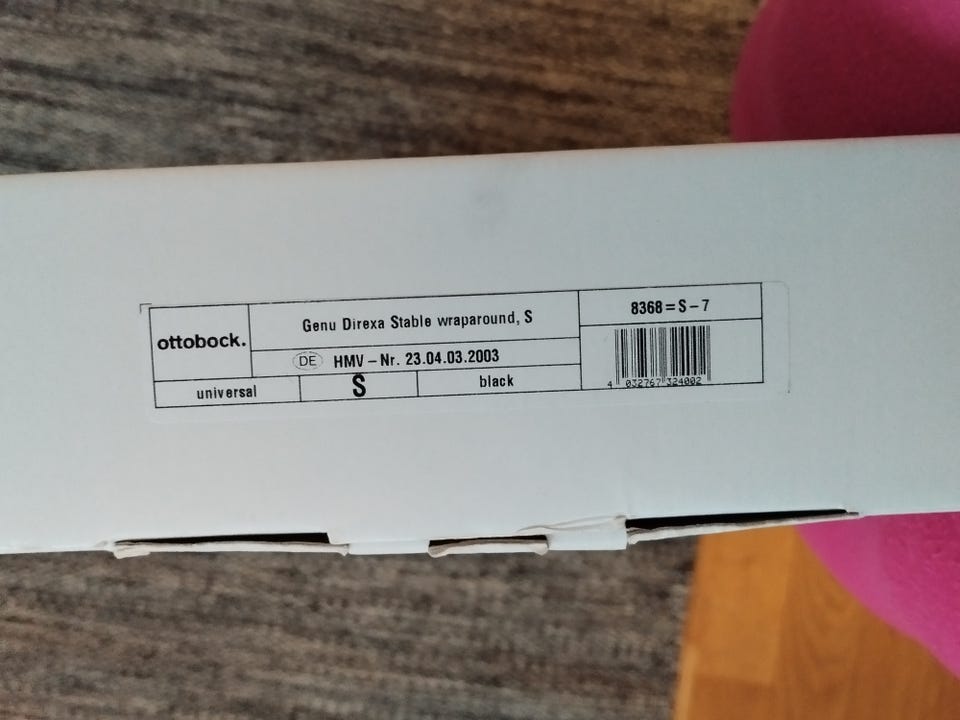 ottobock.
Genu Direxa Stable wraparound, S
DE HMV – Nr. 23.04.03.2003
universal
S
black
8368=S–7
4 032767 324002